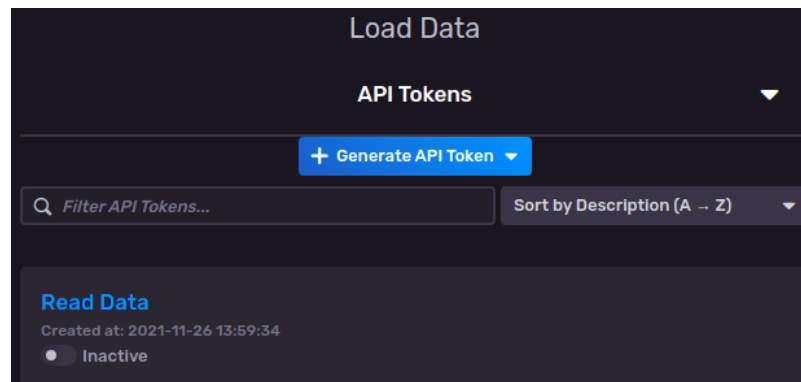 Load Data
API Tokens
+ Generate API Token
Filter API Tokens...
Sort by Description (A → Z)
Read Data
Created at: 2021-11-26 13:59:34
Inactive